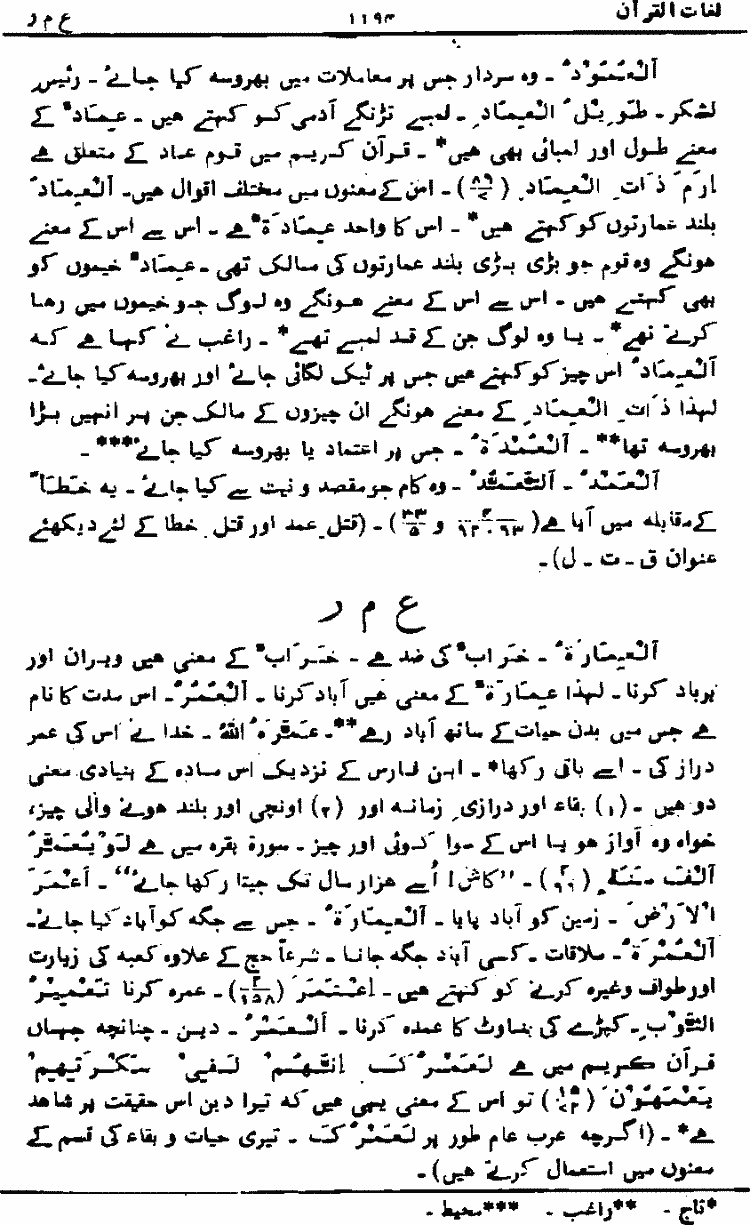 لغات القرآن ۱۱۹۳ ع م ر
اَلْعَمُوْدُ ۔ وہ سردار جس پر معاملات میں بھروسہ کیا جائے ۔ رئیسِ
لشکر ۔ طَوِیْلُ الْعِمَادِ ۔ لمبے تڑنگے آدمی کو کہتے ہیں ۔ عِمَادٌ کے
معنے طول اور لمبائی بھی ہیں* ۔ قرآن کریم میں قوم عاد کے متعلق ہے
اِرَمَ ذَاتِ الْعِمَادِ (۸۹/۷) ۔ اس کے معنوں میں مختلف اقوال ہیں۔ اَلْعِمَادُ
بلند عمارتوں کو کہتے ہیں* ۔ اس کا واحد عِمَادَۃٌ* ہے ۔ اس سے اس کے معنے
ہونگے وہ قوم جو بڑی بڑی بلند عمارتوں کی مالک تھی ۔ عِمَادٌ خیموں کو
بھی کہتے ہیں ۔ اس سے اس کے معنے ہونگے وہ لوگ جو خیموں میں رہا
کرتے تھے* ۔ یا وہ لوگ جن کے قد لمبے تھے* ۔ راغب نے کہا ہے کہ
اَلْعِمَادُ اس چیز کو کہتے ہیں جس پر ٹیک لگائی جائے اور بھروسہ کیا جائے۔
لہذا ذَاتِ الْعِمَادِ کے معنے ہونگے ان چیزوں کے مالک جن پر انہیں بڑا
بھروسہ تھا** ۔ اَلْعُمْدَۃُ ۔ جس پر اعتماد یا بھروسہ کیا جائے*** ۔
اَلْعَمْدُ ۔ اَلتَّعَمُّدُ ۔ وہ کام جو مقصد و نیت سے کیا جائے ۔ یہ خَطَأٌ
کے مقابلہ میں آیا ہے (۴/۹۲،۹۳ و ۳۳/۵) ۔ (قتلِ عمد اور قتلِ خطا کے لئے دیکھئے
عنوان ق ۔ ت ۔ ل) ۔
ع م ر
اَلْعِمَارَۃُ ۔ خَرَابٌ کی ضد ہے ۔ خَرَابٌ کے معنی ہیں ویران اور
برباد کرنا ۔ لہذا عِمَارَۃٌ کے معنی ہیں آباد کرنا ۔ اَلْعُمُرُ ۔ اس مدت کا نام
ہے جس میں بدن حیات کے ساتھ آباد رہے** ۔ عَمَّرَہُ اللّٰہُ ۔ خدا نے اس کی عمر
دراز کی ۔ اسے باقی رکھا* ۔ ابن فارس کے نزدیک اس مادہ کے بنیادی معنی
دو ہیں ۔ (۱) بقاء اور درازیِ زمانہ اور (۲) اونچی اور بلند ہونے والی چیز،
خواہ وہ آواز ہو یا اس کے سوا کوئی اور چیز ۔ سورۃ بقرہ میں ہے لَوْ یُعَمَّرُ
اَلْفَ سَنَۃٍ (۲/۹۶) ۔ ”کاش! اُسے ہزار سال تک جیتا رکھا جائے“ ۔ اَعْمَرَ
الْاَرْضَ ۔ زمین کو آباد پایا ۔ اَلْعِمَارَۃُ ۔ جس سے جگہ کو آباد کیا جائے۔
اَلْعُمْرَۃُ ۔ ملاقات ۔ کسی آباد جگہ جانا ۔ شرعاً حج کے علاوہ کعبہ کی زیارت
اور طواف وغیرہ کرنے کو کہتے ہیں ۔ اِعْتَمَرَ (۲/۱۵۸) ۔ عمرہ کرنا تَعْمِیْرُ
الثَّوْبِ ۔ کپڑے کی بناوٹ کا عمدہ کرنا ۔ اَلْعَمْرُ ۔ دین ۔ چنانچہ جہاں
قرآن کریم میں ہے لَعَمْرُکَ اِنَّھُمْ لَفِیْ سَکْرَتِھِمْ
یَعْمَھُوْنَ (۱۵/۷۲) تو اس کے معنی یہی ہیں کہ تیرا دین اس حقیقت پر شاہد
ہے* ۔ (اگرچہ عرب عام طور پر لَعَمْرُکَ ۔ تیری حیات و بقاء کی قسم کے
معنوں میں استعمال کرتے ہیں) ۔
*تاج ۔ **راغب ۔ ***محیط ۔